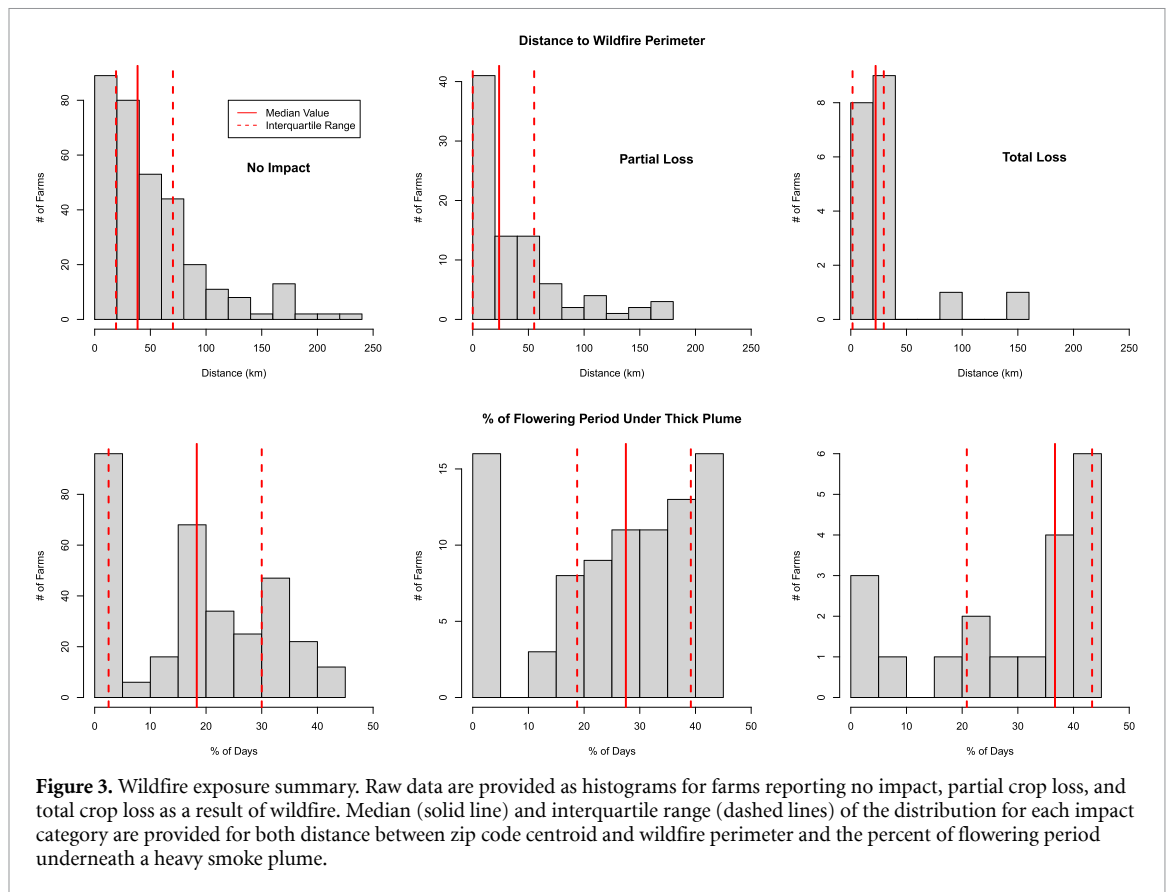 Distance to Wildfire Perimeter
# of Farms
0 20 40 60 80
Median Value
Interquartile Range
No Impact
0 50 100 150 200 250
Distance (km)
# of Farms
0 10 20 30 40
Partial Loss
0 50 100 150 200 250
Distance (km)
# of Farms
0 2 4 6 8
Total Loss
0 50 100 150 200 250
Distance (km)
% of Flowering Period Under Thick Plume
# of Farms
0 20 40 60 80
0 10 20 30 40 50
% of Days
# of Farms
0 5 10 15
0 10 20 30 40 50
% of Days
# of Farms
0 1 2 3 4 5 6
0 10 20 30 40 50
% of Days
Figure 3. Wildfire exposure summary. Raw data are provided as histograms for farms reporting no impact, partial crop loss, and
total crop loss as a result of wildfire. Median (solid line) and interquartile range (dashed lines) of the distribution for each impact
category are provided for both distance between zip code centroid and wildfire perimeter and the percent of flowering period
underneath a heavy smoke plume.